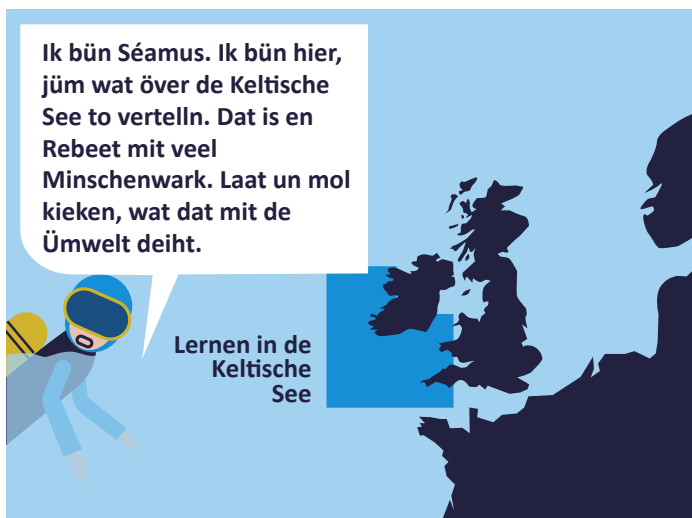 Ik bün Séamus. Ik bün hier,
jüm wat över de Keltische
See to vertelln. Dat is en
Rebeet mit veel
Minschenwark. Laat un mol
kieken, wat dat mit de
Ümwelt deiht.
Lernen in de
Keltische
See